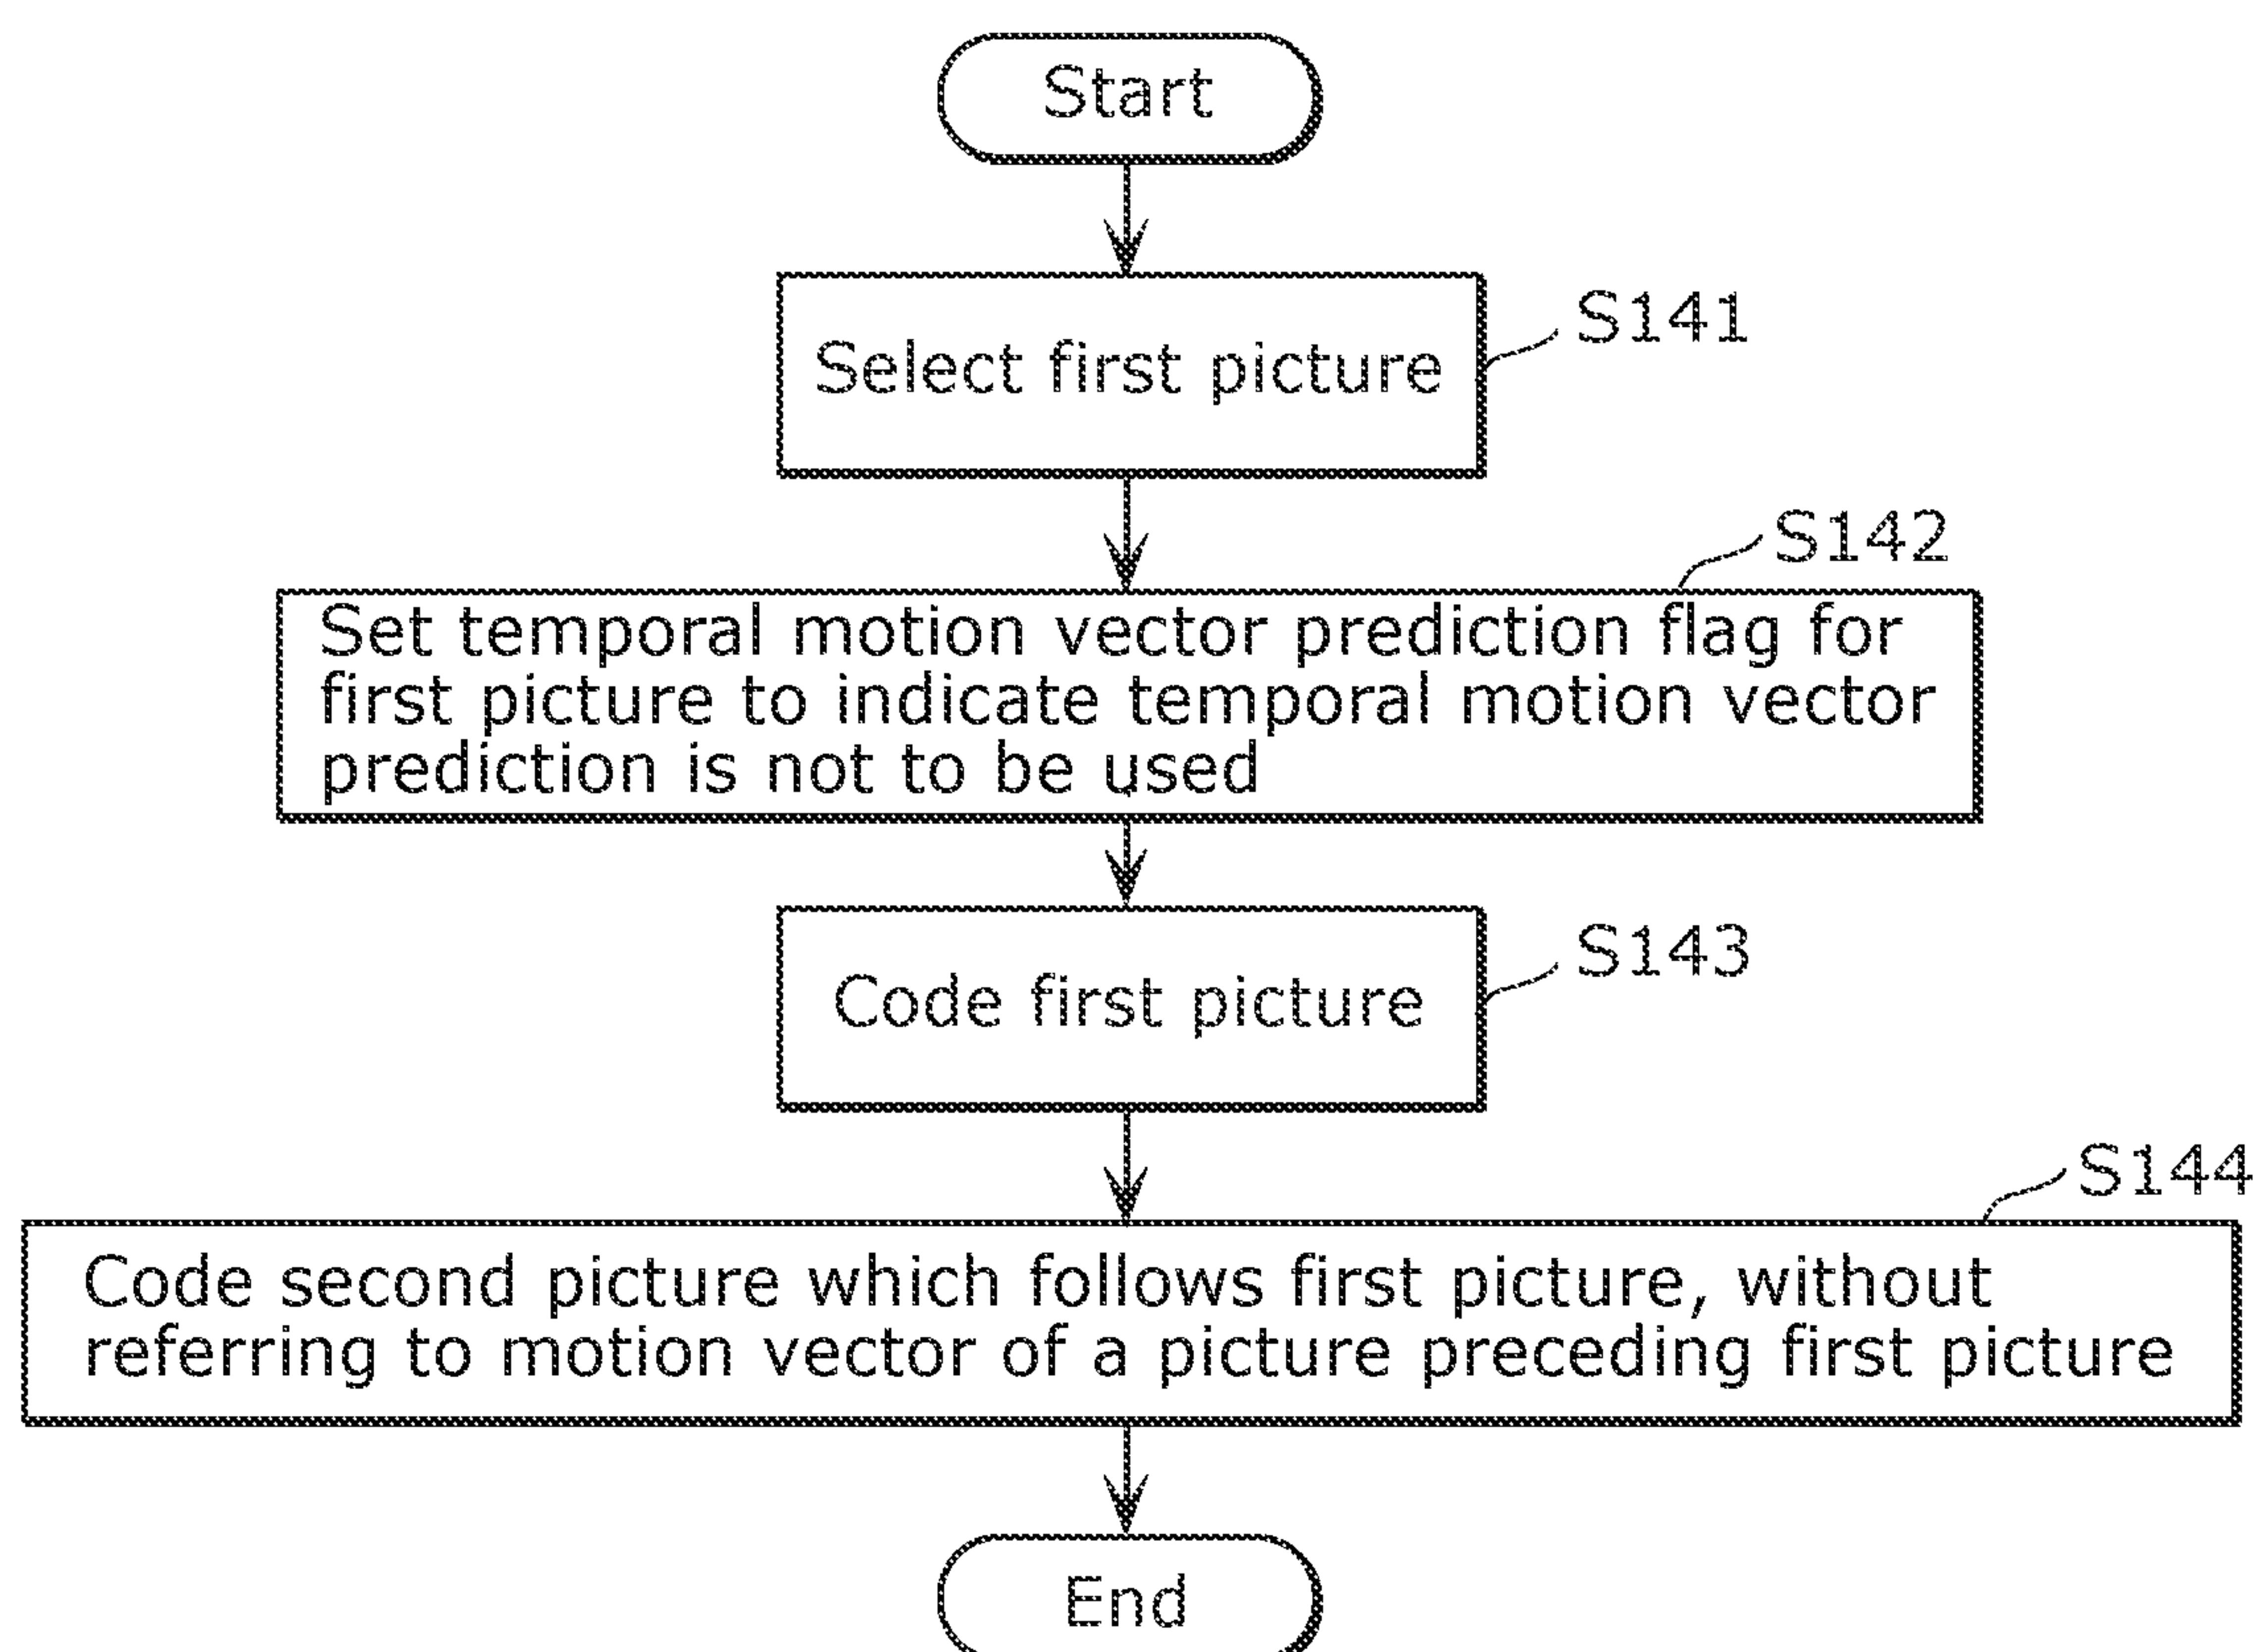 Start
S141
Select first picture
S142
Set temporal motion vector prediction flag for
first picture to indicate temporal motion vector
prediction is not to be used
S143
Code first picture
S144
Code second picture which follows first picture, without
referring to motion vector of a picture preceding first picture
End